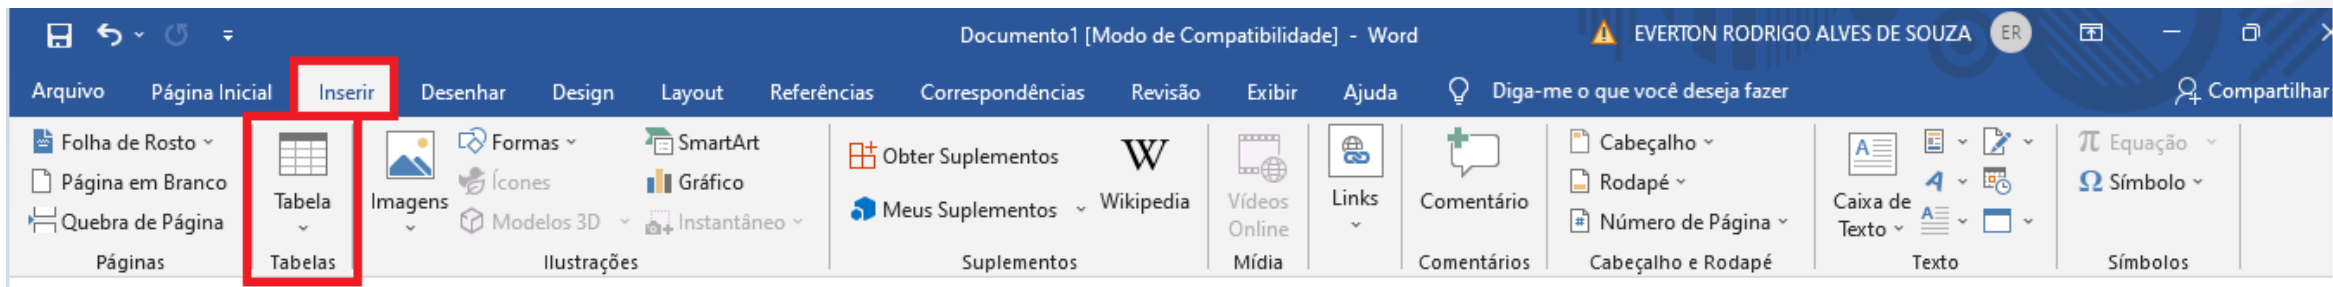 Documento1 [Modo de Compatibilidade] - Word
EVERTON RODRIGO ALVES DE SOUZA
ER
Arquivo Página Inicial Inserir Desenhar Design Layout Referências Correspondências Revisão Exibir Ajuda Diga-me o que você deseja fazer Compartilhar
Folha de Rosto
Página em Branco
Quebra de Página
Páginas
Tabela
Tabelas
Imagens
Formas
Ícones
Modelos 3D
SmartArt
Gráfico
Instantâneo
Ilustrações
Obter Suplementos
Meus Suplementos
W
Wikipedia
Suplementos
Vídeos
Online
Mídia
Links
Comentário
Comentários
Cabeçalho
Rodapé
# Número de Página
Cabeçalho e Rodapé
A
Caixa de
Texto
A
A
Texto
π Equação
Ω Símbolo
Símbolos